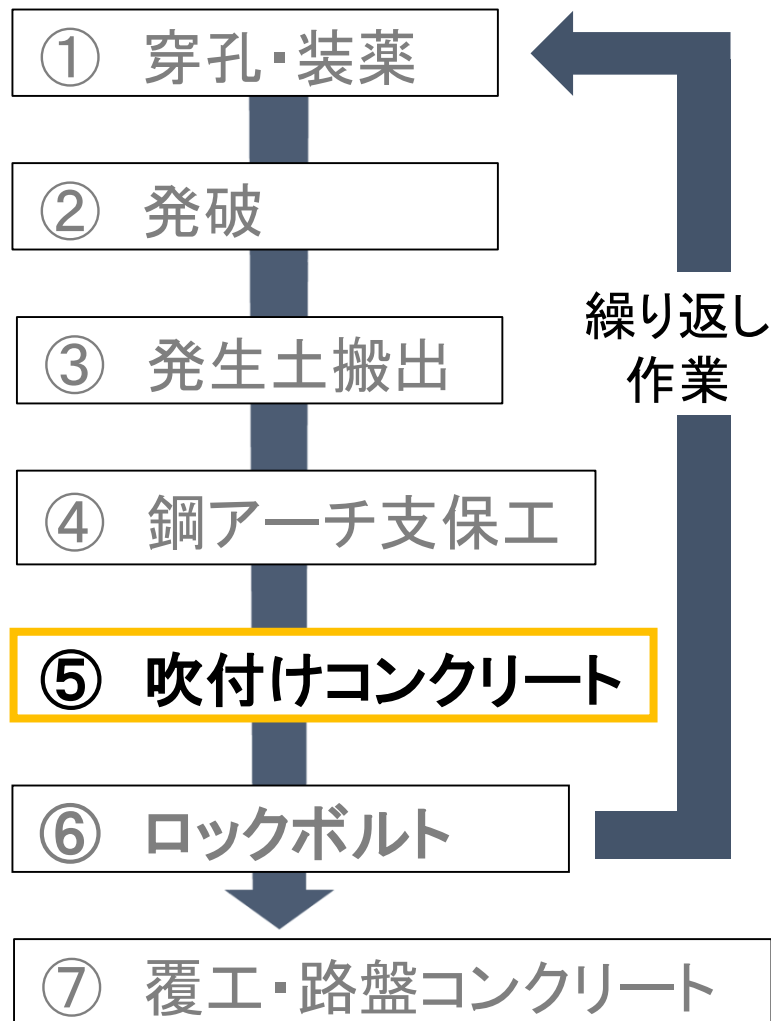 ① 穿孔・装薬
② 発破
③ 発生土搬出
④ 鋼アーチ支保工
⑤ 吹付けコンクリート
⑥ ロックボルト
⑦ 覆工・路盤コンクリート
繰り返し
作業